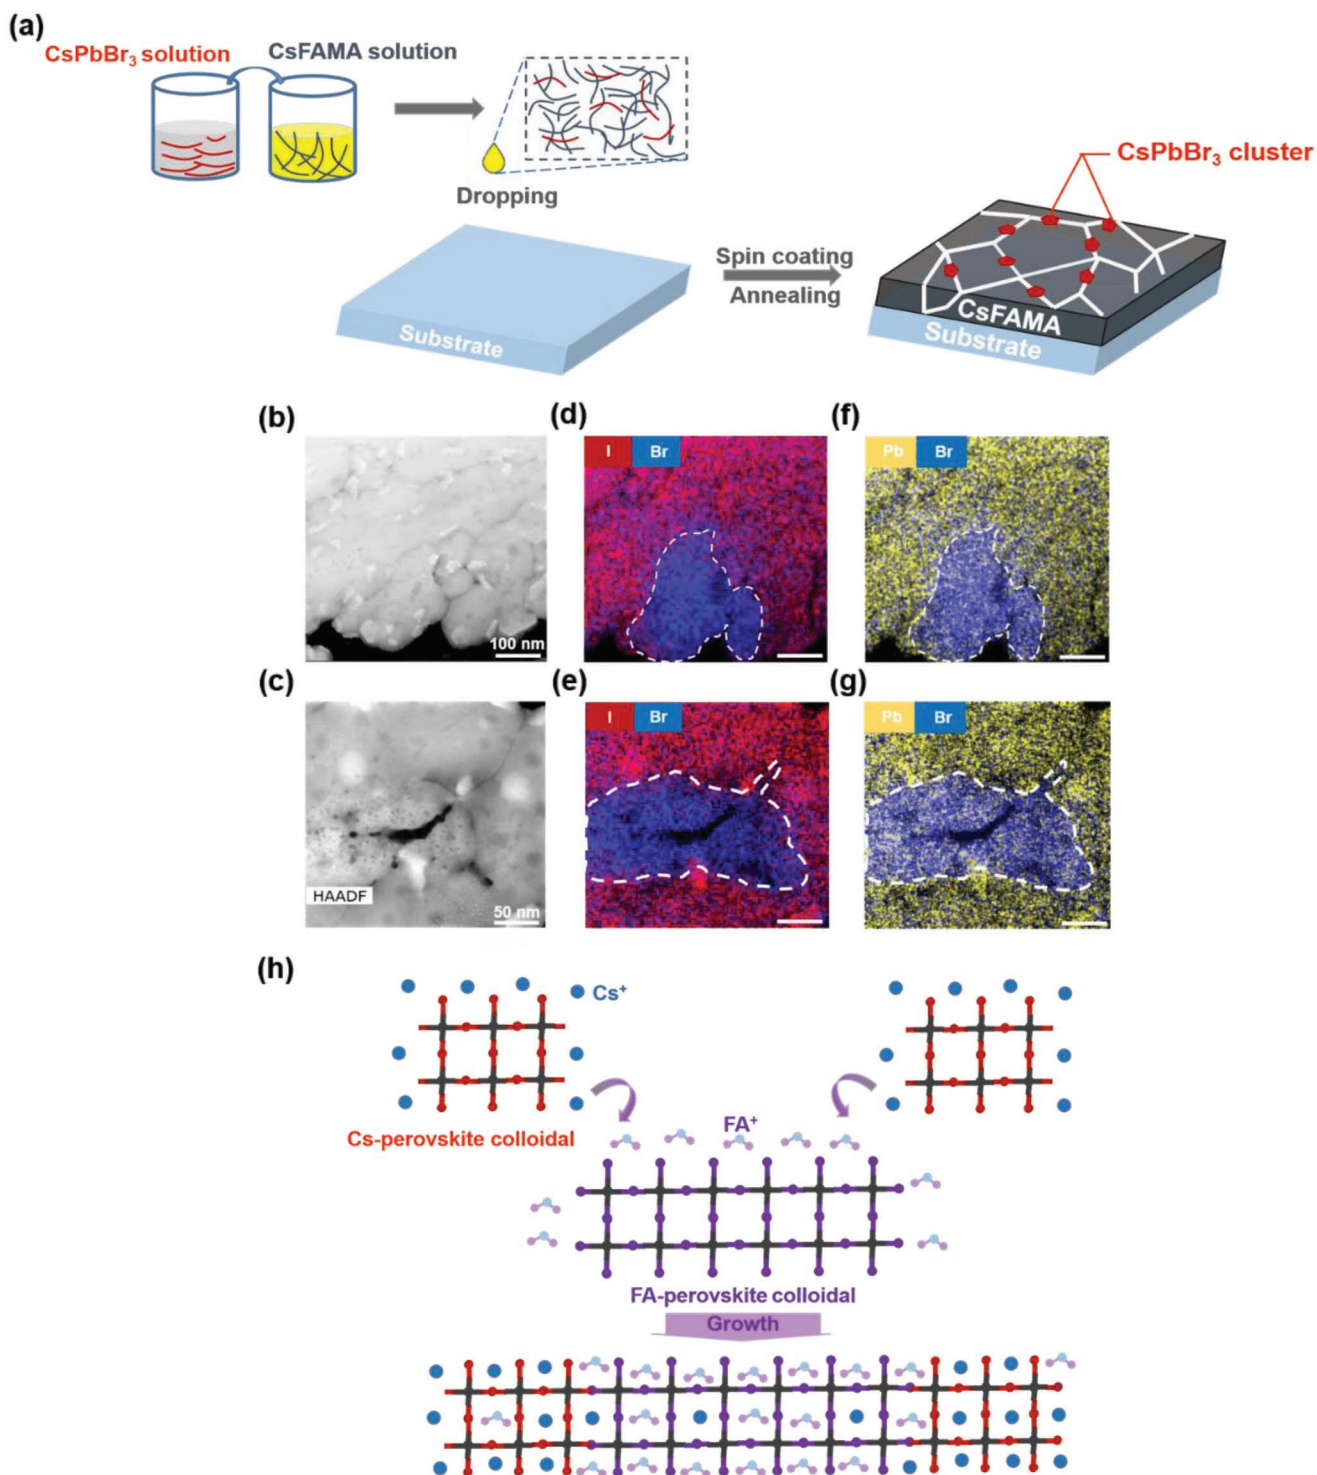 (a)
CsPbBr₃ solution
CsFAMA solution
Dropping
CsPbBr₃ cluster
Spin coating
Annealing
Substrate
CsFAMA
Substrate
(b)
(d)
(f)
I Br
Pb Br
100 nm
(c)
(e)
(g)
I Br
Pb Br
HAADF
50 nm
(h)
Cs⁺
FA⁺
Cs-perovskite colloidal
FA-perovskite colloidal
Growth